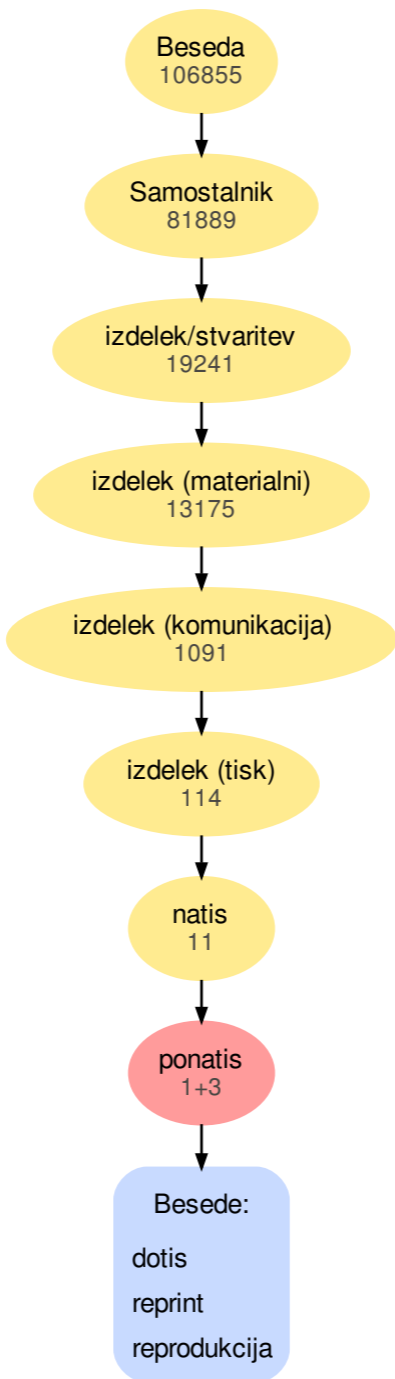 Beseda
106855
Samostalnik
81889
izdelek/stvaritev
19241
izdelek (materialni)
13175
izdelek (komunikacija)
1091
izdelek (tisk)
114
natis
11
ponatis
1+3
Besede:
dotis
reprint
reprodukcija